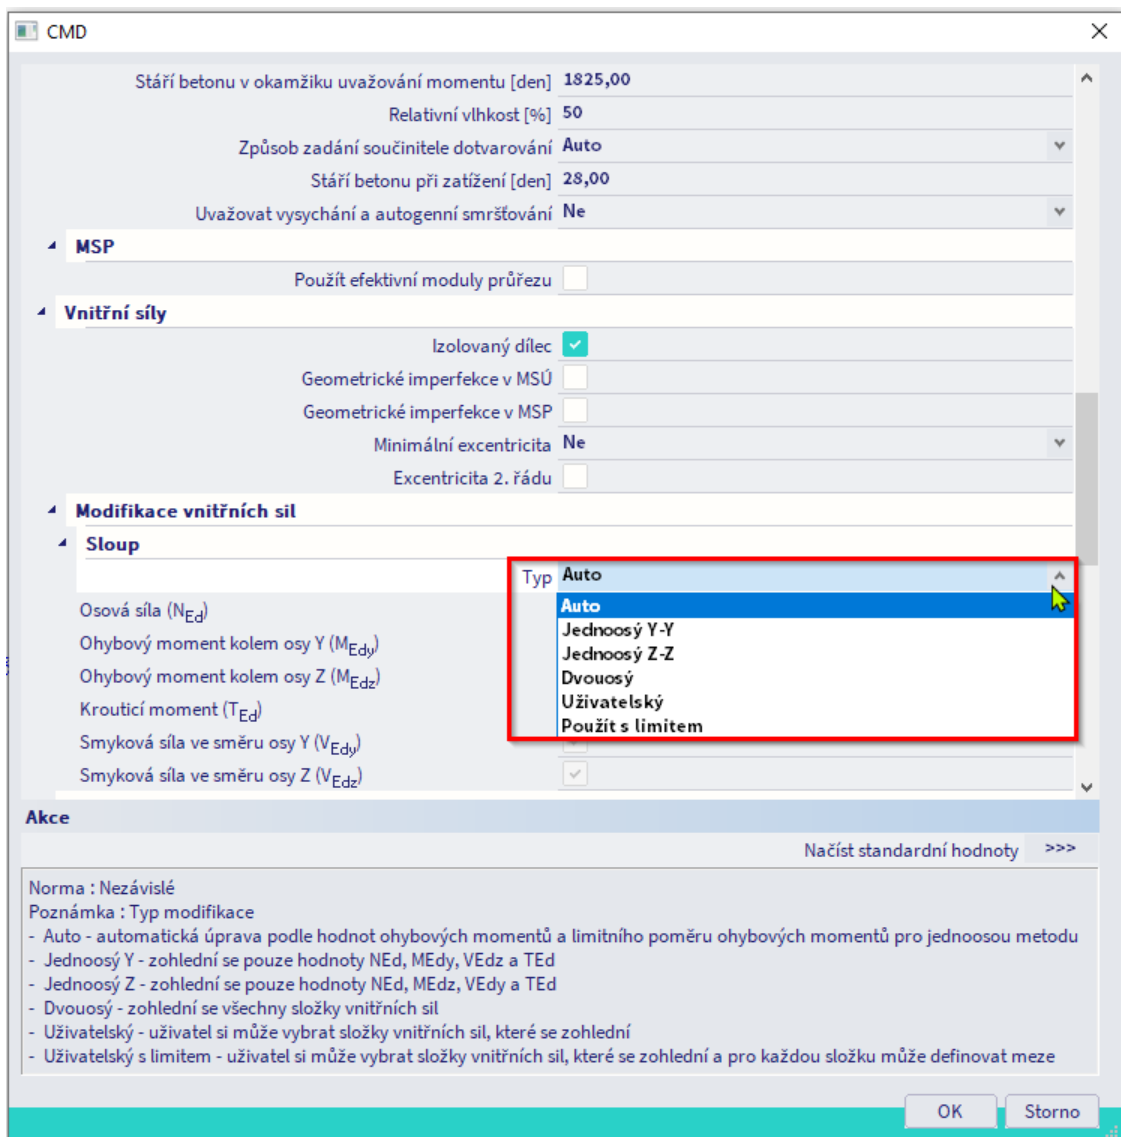 CMD
Stáří betonu v okamžiku uvažování momentu [den] 1825,00
Relativní vlhkost [%] 50
Způsob zadání součinitele dotvarování Auto
Stáří betonu při zatížení [den] 28,00
Uvažovat vysychání a autogenní smršťování Ne
MSP
Použít efektivní moduly průřezu
Vnitřní síly
Izolovaný dílec
Geometrické imperfekce v MSÚ
Geometrické imperfekce v MSP
Minimální excentricita Ne
Excentricita 2. řádu
Modifikace vnitřních sil
Sloup
Typ Auto
Auto
Osová síla (NEd)
Jednoosý Y-Y
Ohybový moment kolem osy Y (MEdy)
Jednoosý Z-Z
Ohybový moment kolem osy Z (MEdz)
Dvouosý
Krouticí moment (TEd)
Uživatelský
Použít s limitem
Smyková síla ve směru osy Y (VEdy)
Smyková síla ve směru osy Z (VEdz)
Akce
Načíst standardní hodnoty >>>
Norma : Nezávislé
Poznámka : Typ modifikace
- Auto - automatická úprava podle hodnot ohybových momentů a limitního poměru ohybových momentů pro jednoosou metodu
- Jednoosý Y - zohlední se pouze hodnoty NEd, MEdy, VEdz a TEd
- Jednoosý Z - zohlední se pouze hodnoty NEd, MEdz, VEdy a TEd
- Dvouosý - zohlední se všechny složky vnitřních sil
- Uživatelský - uživatel si může vybrat složky vnitřních sil, které se zohlední
- Uživatelský s limitem - uživatel si může vybrat složky vnitřních sil, které se zohlední a pro každou složku může definovat meze
OK Storno